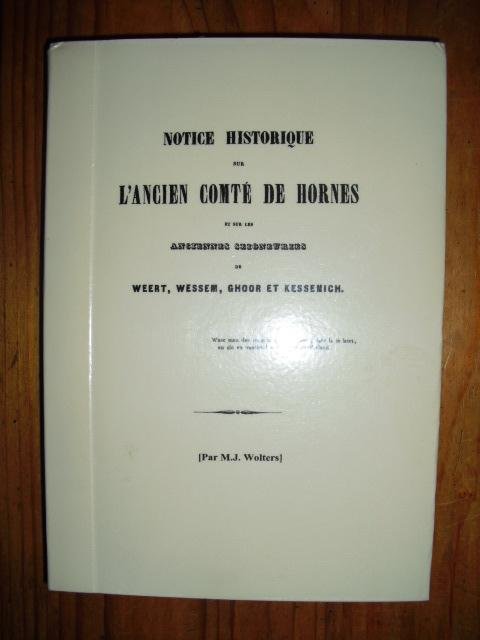 NOTICE HISTORIQUE
SUR
L'ANCIEN COMTÉ DE HORNES
ET SUR LES
ANCIENNES SEIGNEURIES
DE
WEERT, WESSEM, GHOOR ET KESSENICH.
[Par M.J. Wolters]